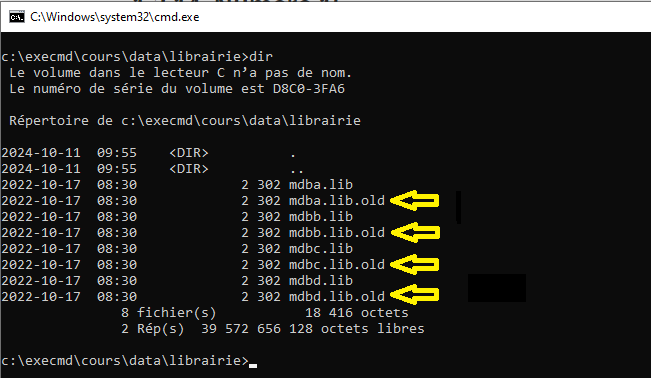 C:\Windows\system32\cmd.exe
c:\execmd\cours\data\librairie>dir
Le volume dans le lecteur C n’a pas de nom.
Le numéro de série du volume est D8C0-3FA6
Répertoire de c:\execmd\cours\data\librairie
2024-10-11  09:55    <DIR>          .
2024-10-11  09:55    <DIR>          ..
2022-10-17  08:30             2 302 mdba.lib
2022-10-17  08:30             2 302 mdba.lib.old
2022-10-17  08:30             2 302 mdbb.lib
2022-10-17  08:30             2 302 mdbb.lib.old
2022-10-17  08:30             2 302 mdbc.lib
2022-10-17  08:30             2 302 mdbc.lib.old
2022-10-17  08:30             2 302 mdbd.lib
2022-10-17  08:30             2 302 mdbd.lib.old
8 fichier(s)           18 416 octets
2 Rép(s)  39 572 656 128 octets libres
c:\execmd\cours\data\librairie>